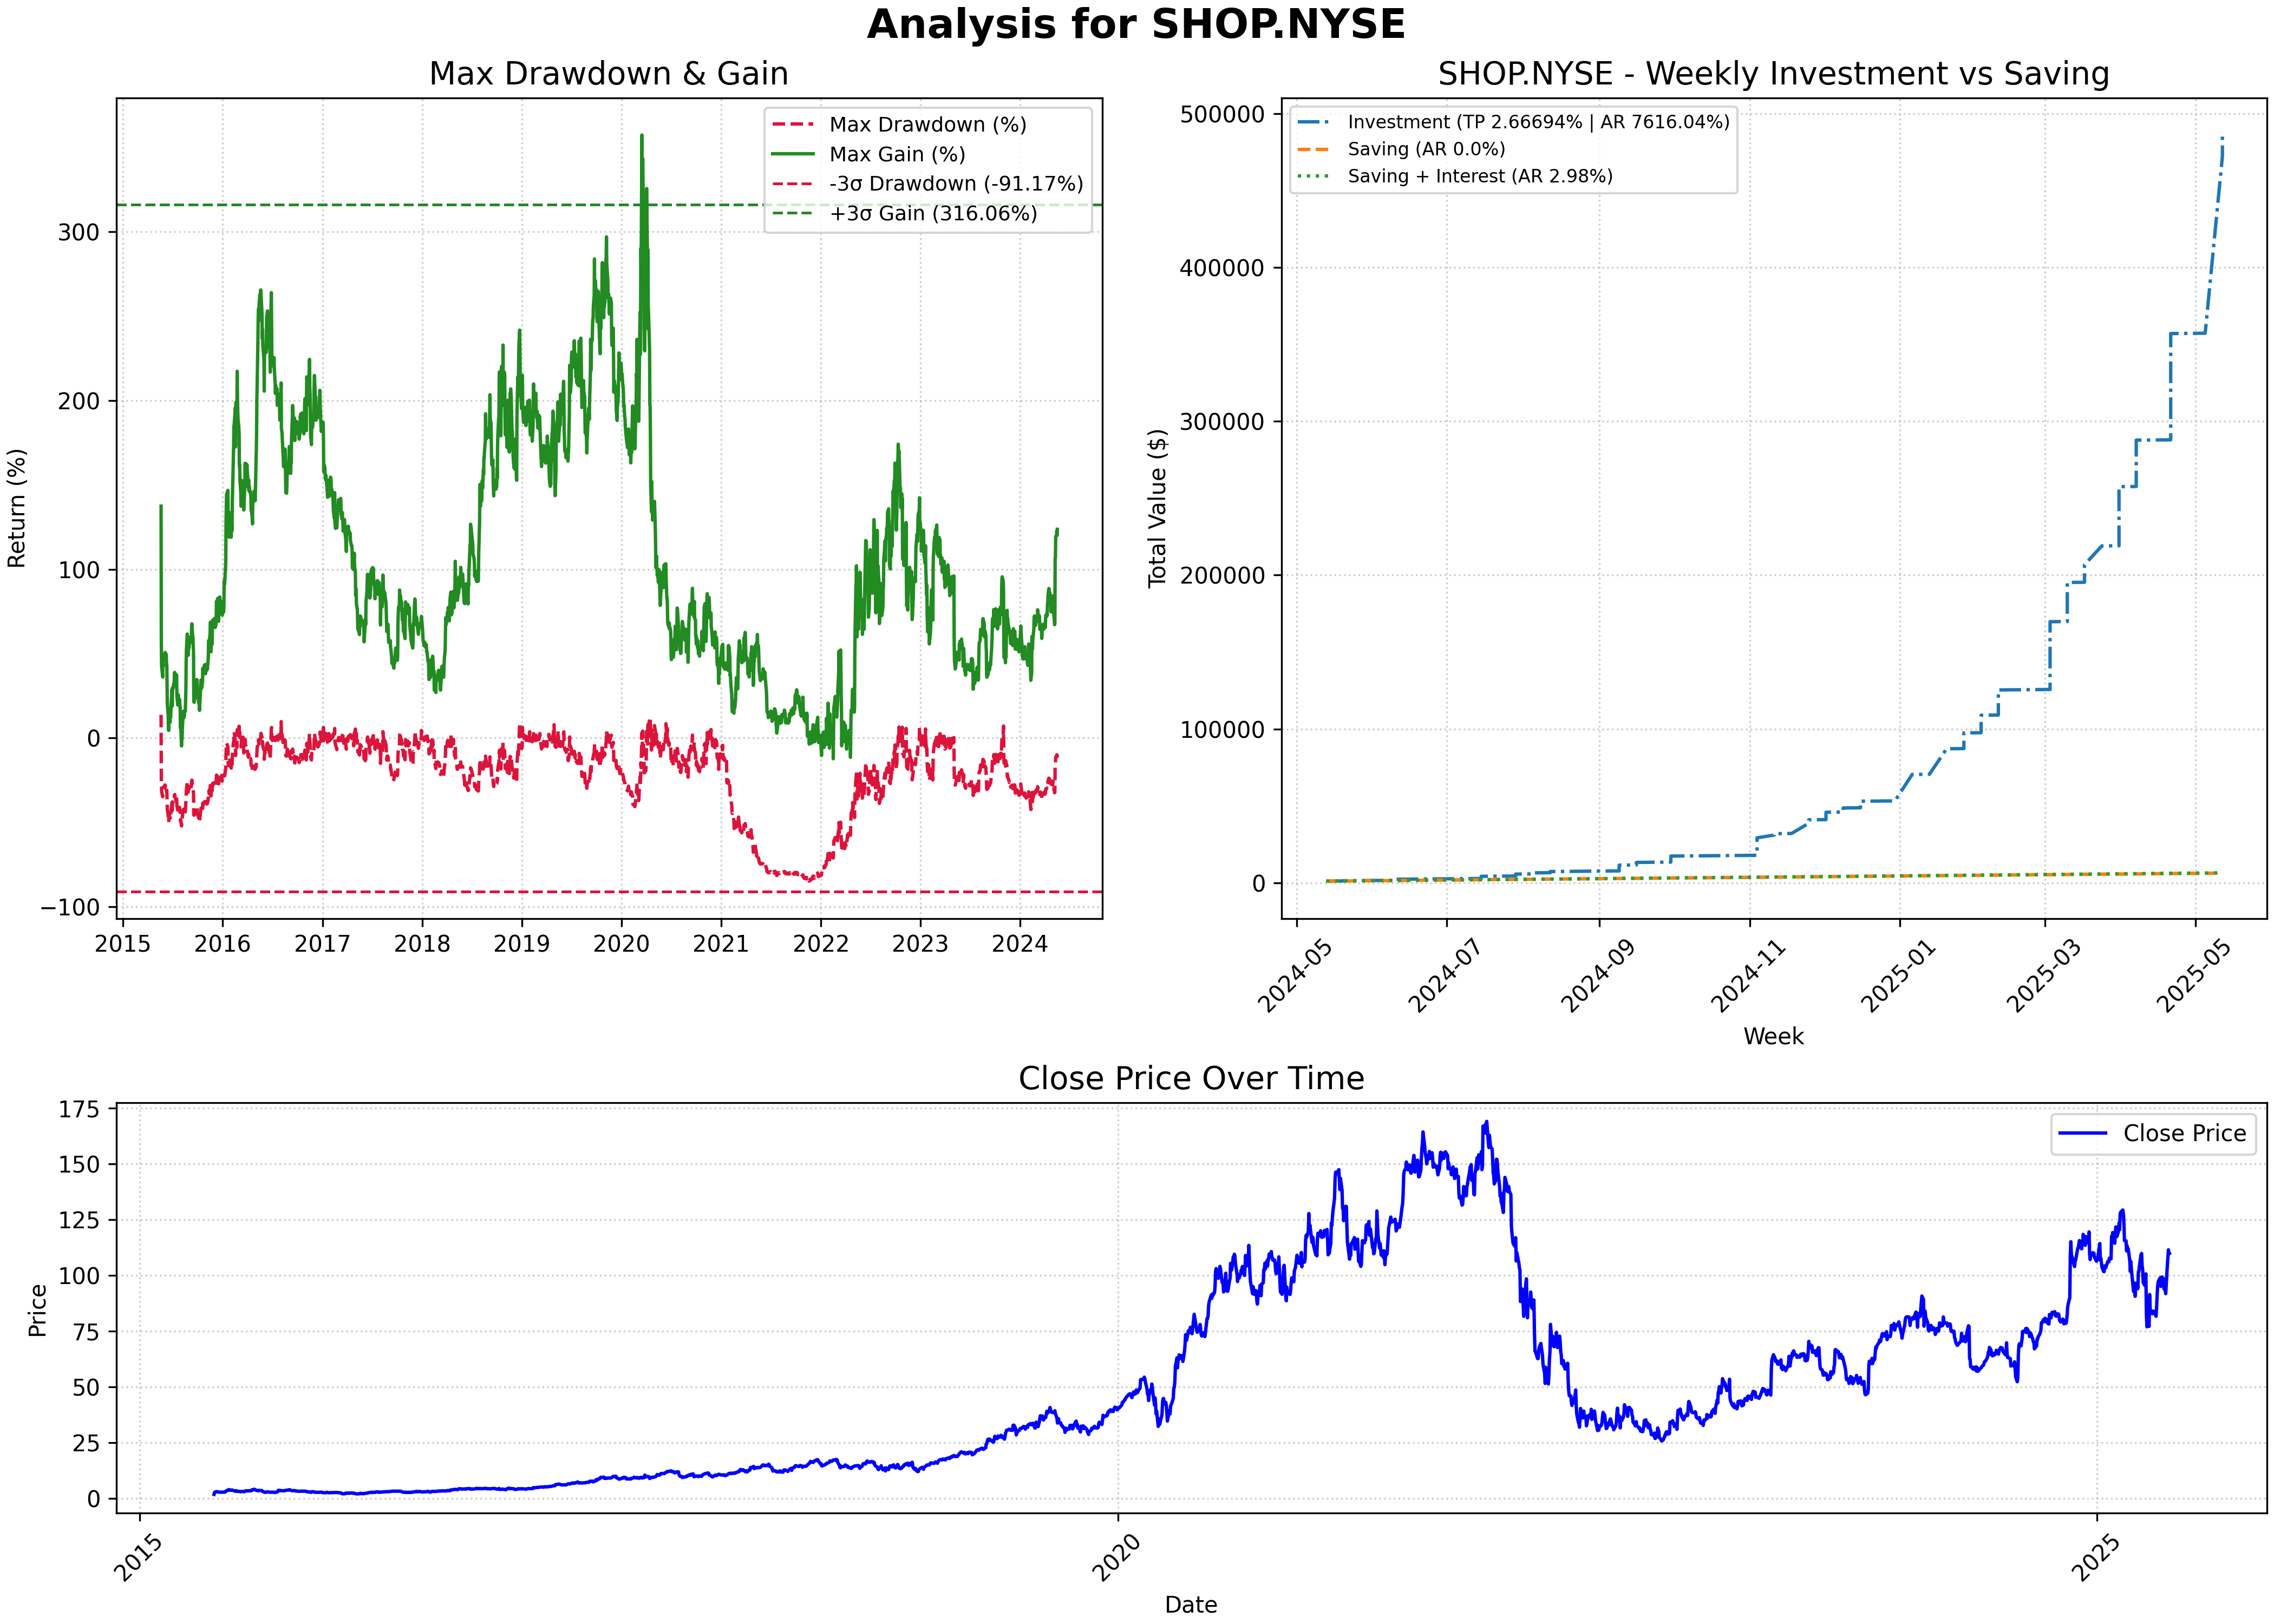 Analysis for SHOP.NYSE
Max Drawdown & Gain
Max Drawdown (%)
Max Gain (%)
-3σ Drawdown (-91.17%)
+3σ Gain (316.06%)
Return (%)
300
200
100
0
−100
2015 2016 2017 2018 2019 2020 2021 2022 2023 2024
SHOP.NYSE - Weekly Investment vs Saving
Investment (TP 2.66694% | AR 7616.04%)
Saving (AR 0.0%)
Saving + Interest (AR 2.98%)
Total Value ($)
500000
400000
300000
200000
100000
0
2024-05 2024-07 2024-09 2024-11 2025-01 2025-03 2025-05
Week
Close Price Over Time
Close Price
Price
175
150
125
100
75
50
25
0
2015 2020 2025
Date